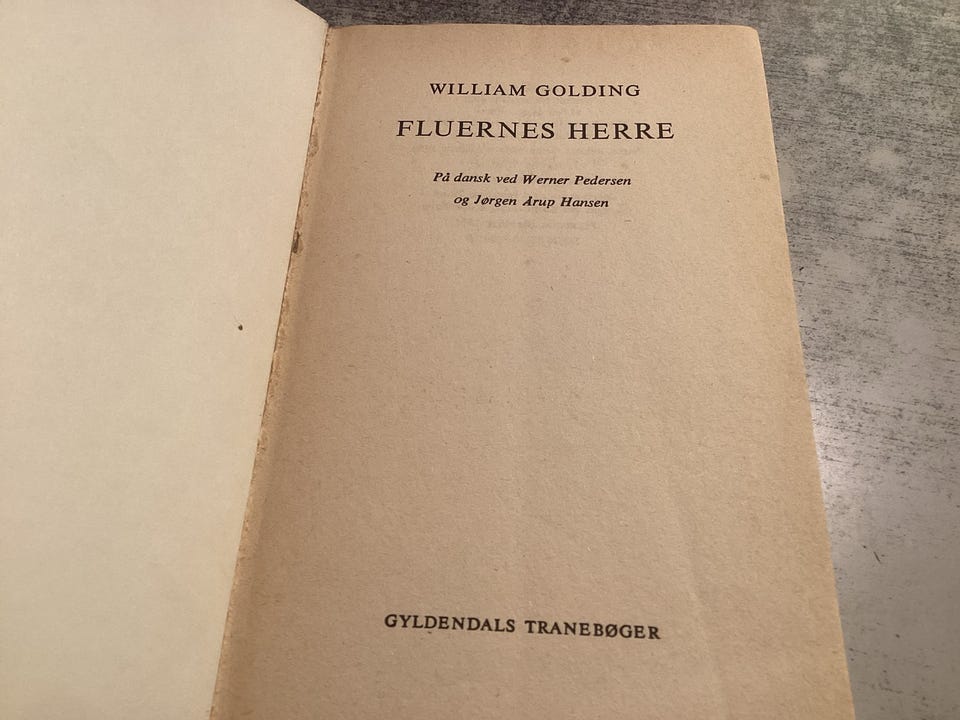 WILLIAM GOLDING
FLUERNES HERRE
På dansk ved Werner Pedersen
og Jørgen Årup Hansen
GYLDENDALS TRANEBØGER